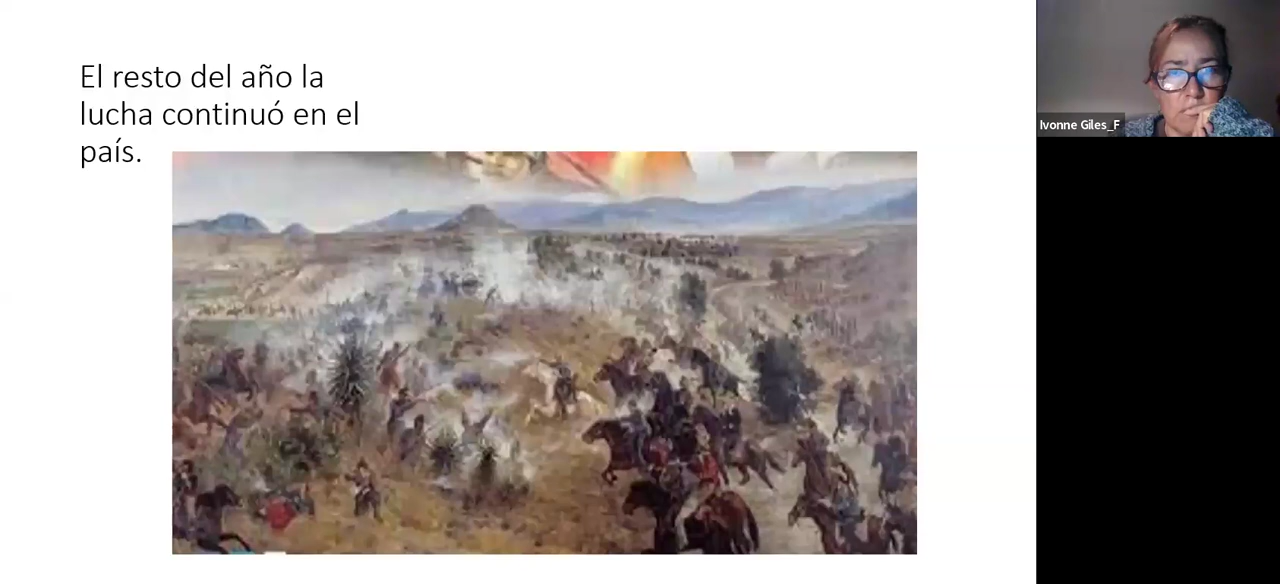 El resto del año la
lucha continuó en el
país.
Ivonne Giles_F